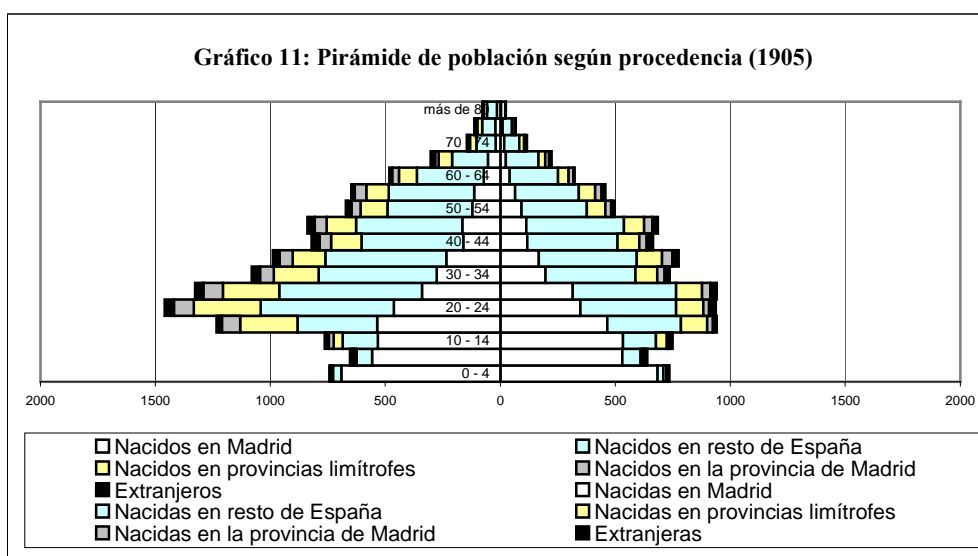 Gráfico 11: Pirámide de población según procedencia (1905)
más de 80
70 - 74
60 - 64
50 - 54
40 - 44
30 - 34
20 - 24
10 - 14
0 - 4
2000 1500 1000 500 0 500 1000 1500 2000
Nacidos en Madrid Nacidos en resto de España
Nacidos en provincias limítrofes Nacidos en la provincia de Madrid
Extranjeros Nacidas en Madrid
Nacidas en resto de España Nacidas en provincias limítrofes
Nacidas en la provincia de Madrid Extranjeras